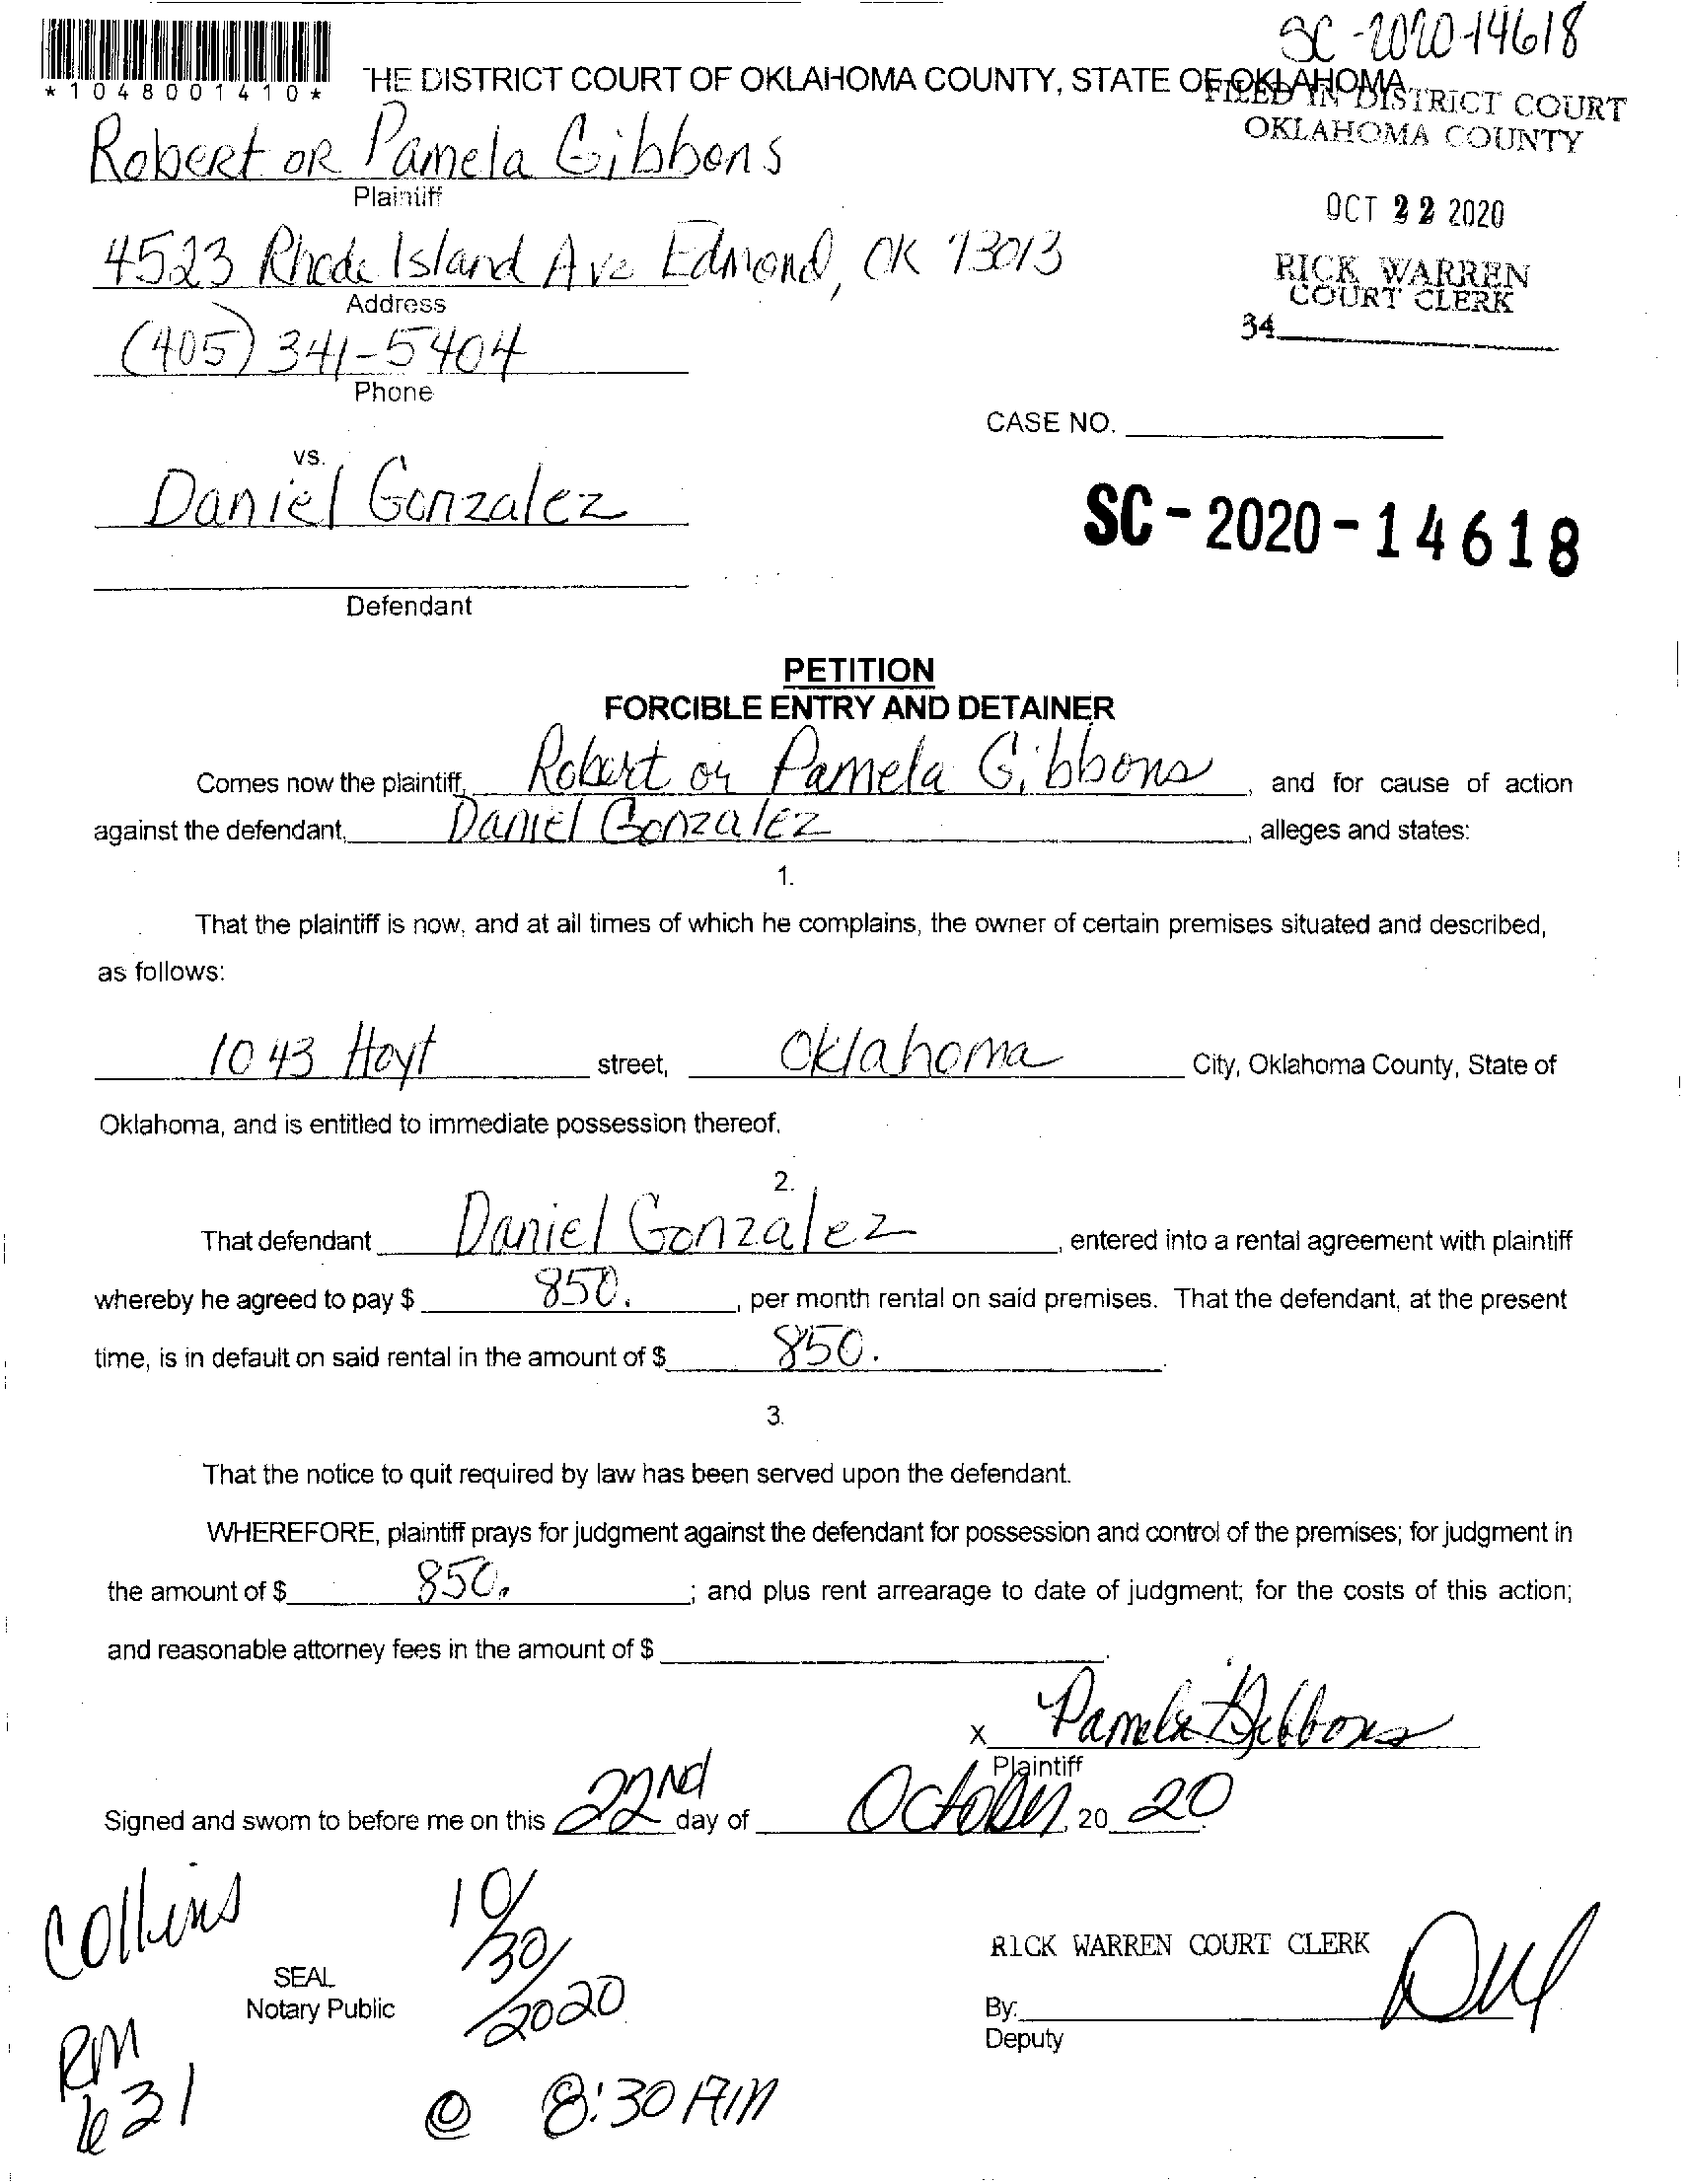 SC-2020-14618
*1048001410*
THE DISTRICT COURT OF OKLAHOMA COUNTY, STATE OF OKLAHOMA
FILED IN DISTRICT COURT
OKLAHOMA COUNTY
Robert OR Pamela Gibbons
Plaintiff
OCT 22 2020
4523 Rhode Island Ave Edmond, OK 73013
Address
RICK WARREN
COURT CLERK
34
(405) 341-5404
Phone
CASE NO.
vs.
Daniel Gonzalez
SC-2020-14618
Defendant
PETITION
FORCIBLE ENTRY AND DETAINER
Comes now the plaintiff, Robert or Pamela Gibbons, and for cause of action
against the defendant, Daniel Gonzalez, alleges and states:
1.
That the plaintiff is now, and at all times of which he complains, the owner of certain premises situated and described,
as follows:
1043 Hoyt street, Oklahoma City, Oklahoma County, State of
Oklahoma, and is entitled to immediate possession thereof.
2.
That defendant Daniel Gonzalez, entered into a rental agreement with plaintiff
whereby he agreed to pay $ 850., per month rental on said premises. That the defendant, at the present
time, is in default on said rental in the amount of $ 850.
3.
That the notice to quit required by law has been served upon the defendant.
WHEREFORE, plaintiff prays for judgment against the defendant for possession and control of the premises; for judgment in
the amount of $ 850.; and plus rent arrearage to date of judgment; for the costs of this action;
and reasonable attorney fees in the amount of $
x Pamela Gibbons
Plaintiff
Signed and sworn to before me on this 22nd day of October, 20 20.
Collins
10/30/2020
RICK WARREN COURT CLERK
SEAL
Notary Public
By:
Deputy
RM
631
@ 8:30 AM